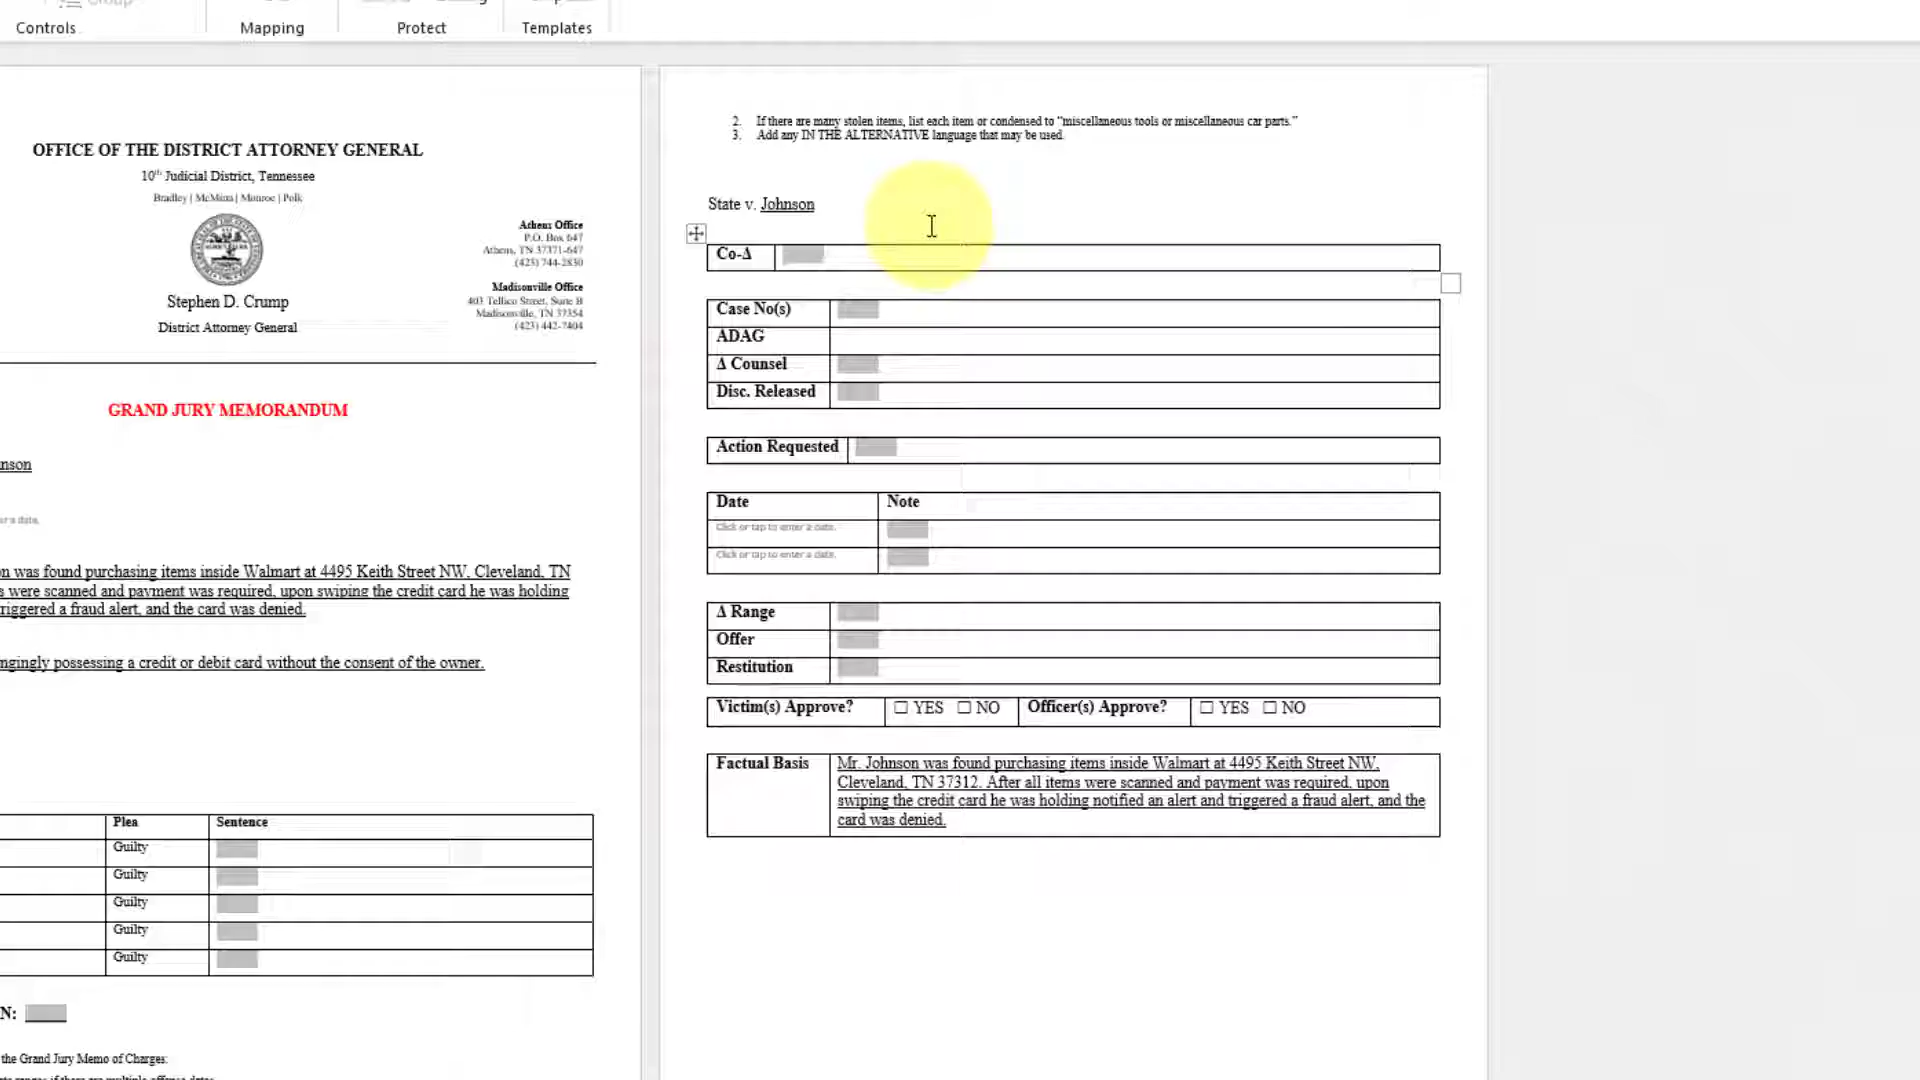 Group
Controls
Mapping
Protect
Templates
OFFICE OF THE DISTRICT ATTORNEY GENERAL
10th Judicial District, Tennessee
Bradley | McMinn | Monroe | Polk
Athens Office
P.O. Box 647
Athens, TN 37371-647
(423) 744-2830
Madisonville Office
403 Tellico Street, Suite B
Madisonville, TN 37354
(423) 442-7404
Stephen D. Crump
District Attorney General
GRAND JURY MEMORANDUM
nson
er a date.
n was found purchasing items inside Walmart at 4495 Keith Street NW, Cleveland, TN
s were scanned and payment was required, upon swiping the credit card he was holding
riggered a fraud alert, and the card was denied.
ngingly possessing a credit or debit card without the consent of the owner.
Plea Sentence
Guilty
Guilty
Guilty
Guilty
Guilty
N:
the Grand Jury Memo of Charges:
2. If there are many stolen items, list each item or condensed to “miscellaneous tools or miscellaneous car parts.”
3. Add any IN THE ALTERNATIVE language that may be used.
State v. Johnson
Co-Δ
Case No(s)
ADAG
Δ Counsel
Disc. Released
Action Requested
Date Note
Click or tap to enter a date.
Click or tap to enter a date.
Δ Range
Offer
Restitution
Victim(s) Approve? ☐ YES ☐ NO Officer(s) Approve? ☐ YES ☐ NO
Factual Basis Mr. Johnson was found purchasing items inside Walmart at 4495 Keith Street NW,
Cleveland, TN 37312. After all items were scanned and payment was required, upon
swiping the credit card he was holding notified an alert and triggered a fraud alert, and the
card was denied.